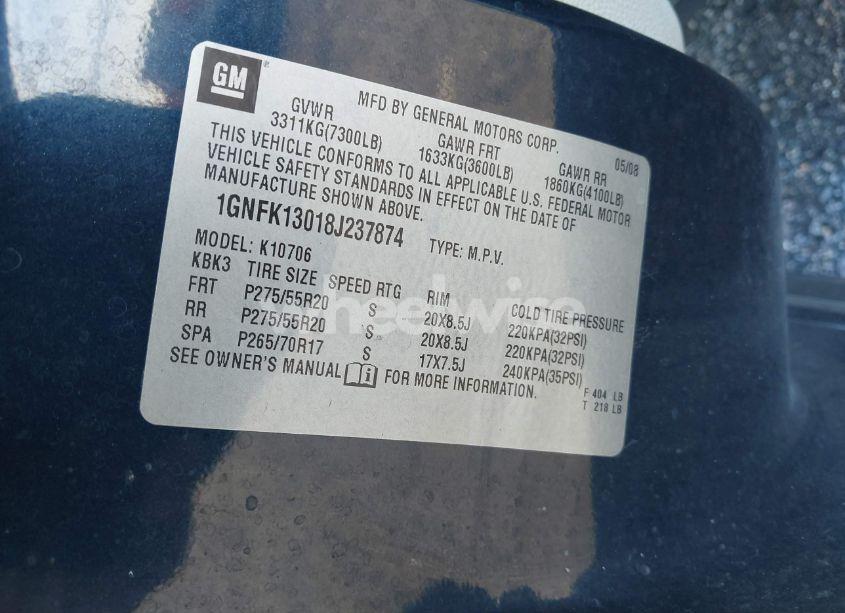 GM
MFD BY GENERAL MOTORS CORP. 05/08
GVWR GAWR FRT GAWR RR
3311KG(7300LB) 1633KG(3600LB) 1860KG(4100LB)
THIS VEHICLE CONFORMS TO ALL APPLICABLE U.S. FEDERAL MOTOR
VEHICLE SAFETY STANDARDS IN EFFECT ON THE DATE OF
MANUFACTURE SHOWN ABOVE.
1GNFK13018J237874 TYPE: M.P.V.
MODEL: K10706
KBK3 TIRE SIZE SPEED RTG RIM COLD TIRE PRESSURE
FRT P275/55R20 S 20X8.5J 220KPA(32PSI)
RR P275/55R20 S 20X8.5J 220KPA(32PSI)
SPA P265/70R17 S 17X7.5J 240KPA(35PSI)
SEE OWNER'S MANUAL FOR MORE INFORMATION.
F 404 LB
T 218 LB
wheelwire